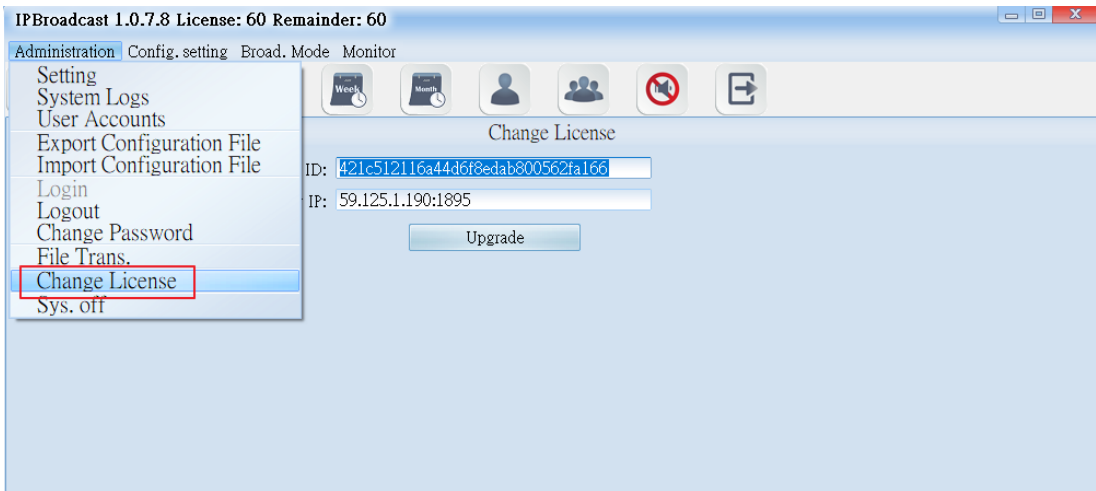 IPBroadcast 1.0.7.8 License: 60 Remainder: 60
Administration Config. setting Broad. Mode Monitor
Setting
System Logs
User Accounts
Export Configuration File
Import Configuration File
Login
Logout
Change Password
File Trans.
Change License
Sys. off
Week
Month
Change License
ID: 421c512116a44d6f8edab800562fa166
IP: 59.125.1.190:1895
Upgrade